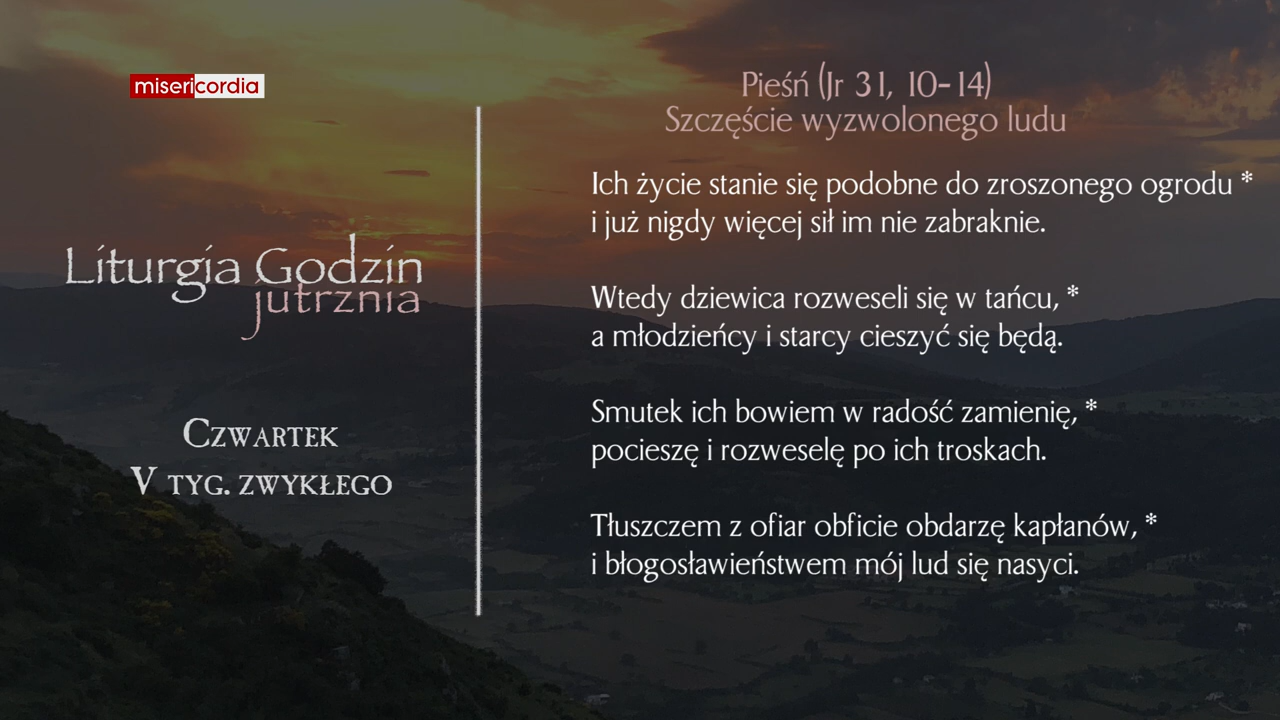 misericordia
Liturgia Godzin
jutrznia
Czwartek
V tyg. zwykłego
Pieśń (Jr 31, 10-14)
Szczęście wyzwolonego ludu
Ich życie stanie się podobne do zroszonego ogrodu *
i już nigdy więcej sił im nie zabraknie.
Wtedy dziewica rozweseli się w tańcu, *
a młodzieńcy i starcy cieszyć się będą.
Smutek ich bowiem w radość zamienię, *
pocieszę i rozweselę po ich troskach.
Tłuszczem z ofiar obficie obdarzę kapłanów, *
i błogosławieństwem mój lud się nasyci.